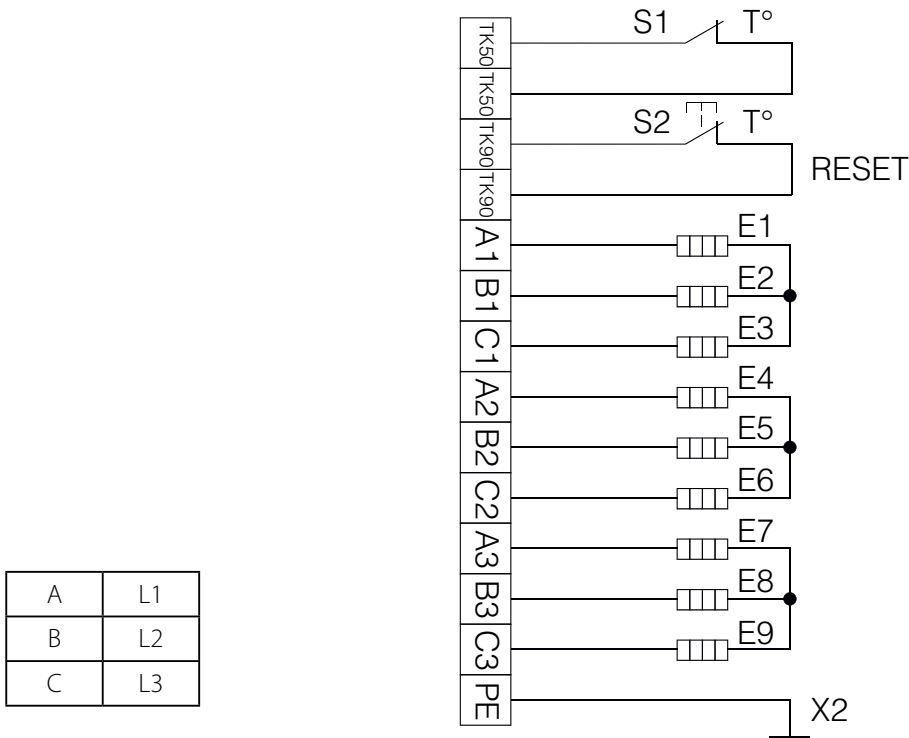 TK50
S1 T°
TK50
TK90
S2 T°
RESET
TK90
A1
E1
B1
E2
C1
E3
A2
E4
B2
E5
C2
E6
A3
E7
B3
E8
C3
E9
PE
X2
A L1
B L2
C L3